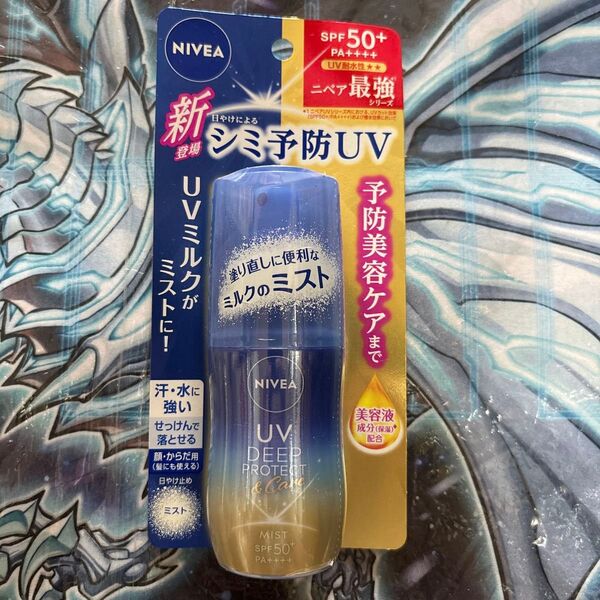 NIVEA
SPF50+
PA++++
UV耐水性★★
ニベア最強
シリーズ
新
登場
日やけによる
シミ予防UV
UVミルクが
ミストに!
予防美容ケアまで
塗り直しに便利な
ミルクのミスト
汗・水に
強い
せっけんで
落とせる
顔・からだ用
(髪にも使える)
日やけ止め
ミスト
美容液
成分(保湿)*
配合
NIVEA
UV
DEEP
PROTECT
& Care
MIST
SPF50+
PA++++